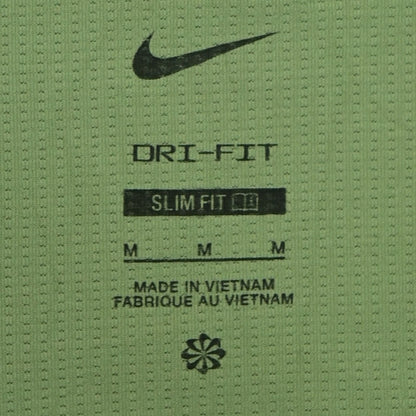 DRI-FIT
SLIM FIT
M M M
MADE IN VIETNAM
FABRIQUE AU VIETNAM